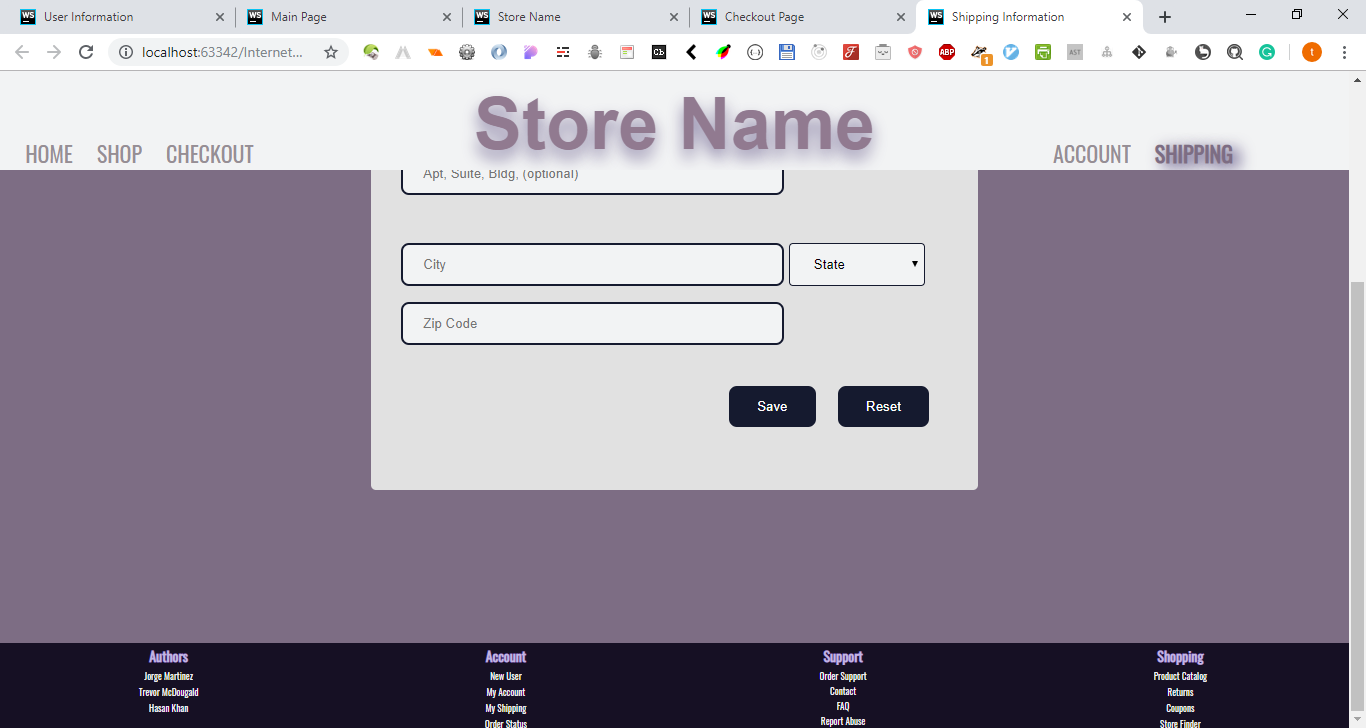 User Information Main Page Store Name Checkout Page Shipping Information
localhost:63342/Internet...
Store Name
HOME SHOP CHECKOUT ACCOUNT SHIPPING
Apt, Suite, Bldg, (optional)
City State
Zip Code
Save Reset
Authors Account Support Shopping
Jorge Martinez New User Order Support Product Catalog
Trevor McDougald My Account Contact Returns
Hasan Khan My Shipping FAQ Coupons
Order Status Report Abuse Store Finder